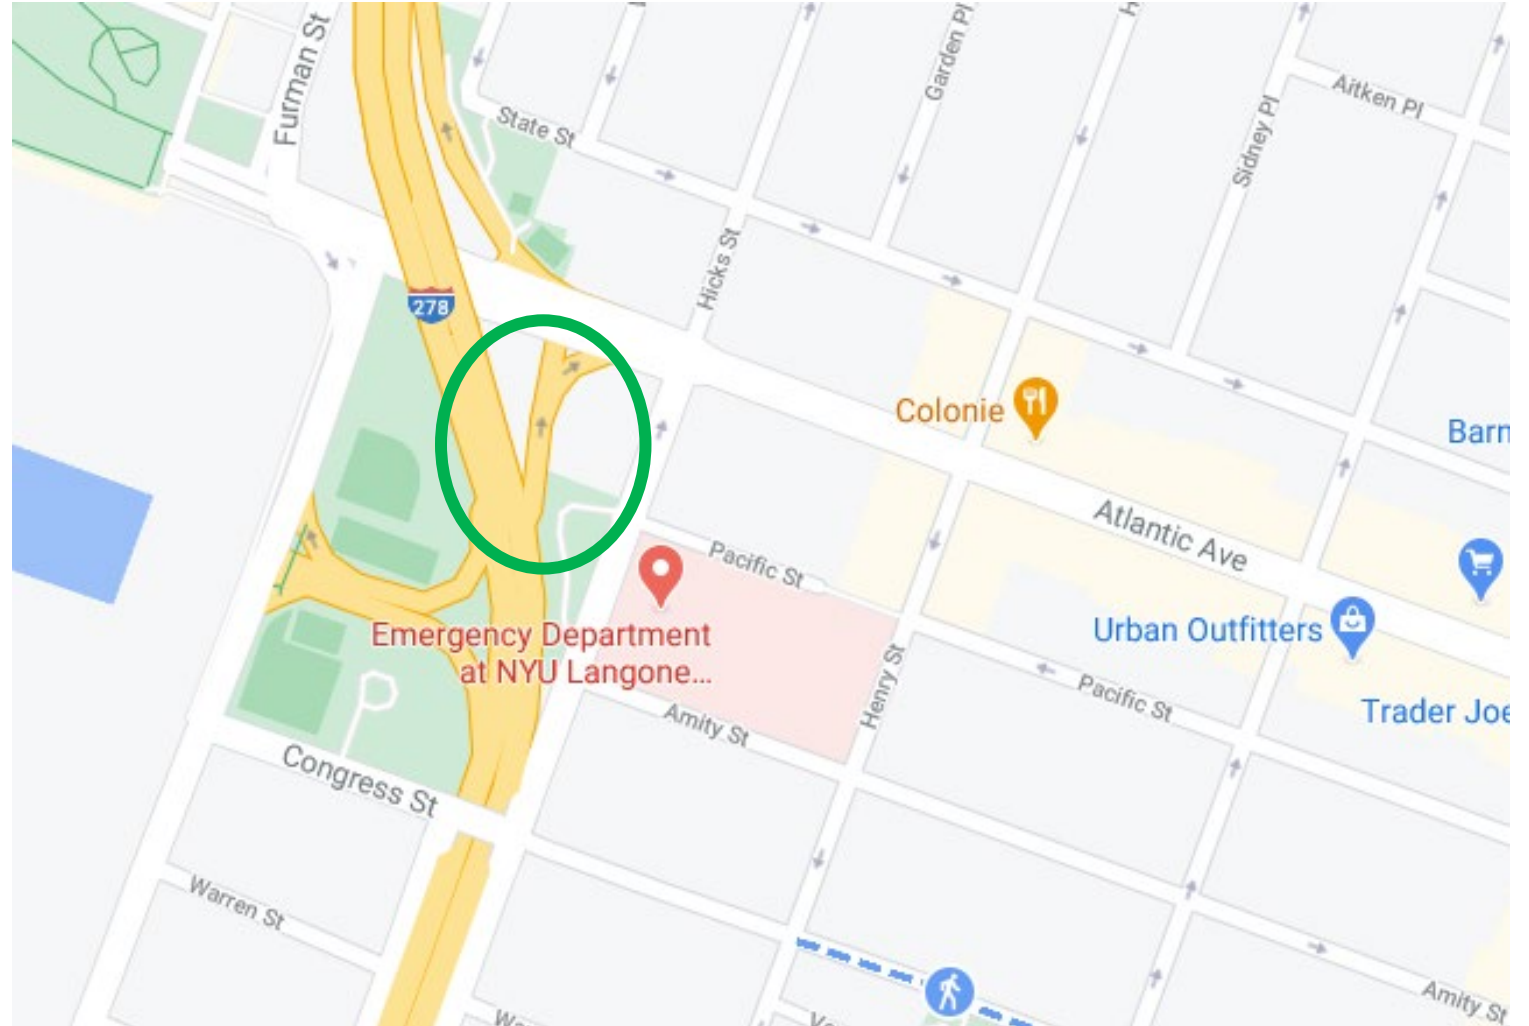 Furman St
State St
Garden Pl
Aitken Pl
Sidney Pl
Hicks St
278
Colonie
Barn
Atlantic Ave
Pacific St
Emergency Department
at NYU Langone...
Urban Outfitters
Henry St
Pacific St
Trader Joe
Amity St
Congress St
Warren St
Amity St